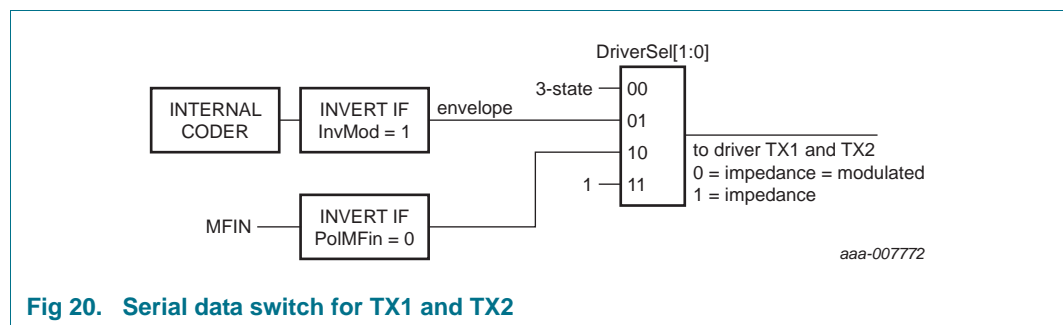 DriverSel[1:0]
3-state
00
INTERNAL
CODER
INVERT IF
InvMod = 1
envelope
01
10
to driver TX1 and TX2
0 = impedance = modulated
1 = impedance
1
11
MFIN
INVERT IF
PolMFin = 0
aaa-007772
Fig 20. Serial data switch for TX1 and TX2